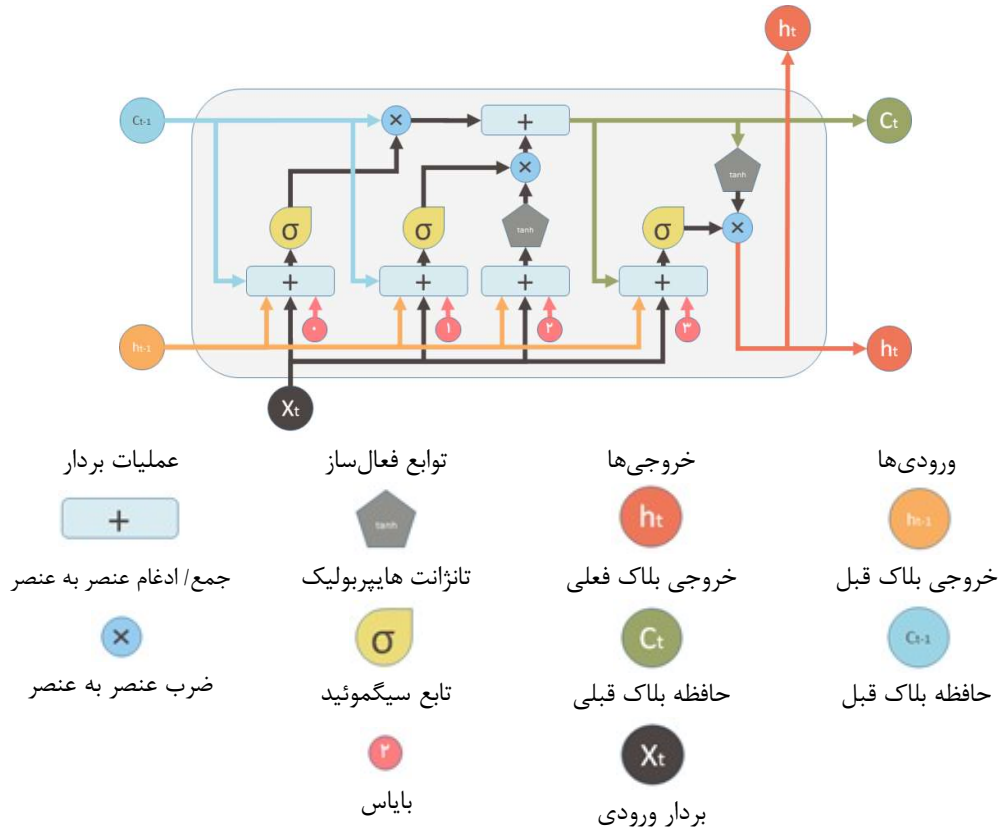 ht
Ct-1
×
+
Ct
×
tanh
σ
σ
tanh
σ
×
+
+
+
+
۰
۱
۲
۳
ht-1
ht
Xt
ورودی‌ها
خروجی‌ها
توابع فعال‌ساز
عملیات بردار
ht-1
ht
tanh
+
خروجی بلاک قبل
خروجی بلاک فعلی
تانژانت هایپربولیک
جمع/ ادغام عنصر به عنصر
Ct-1
Ct
σ
×
حافظه بلاک قبل
حافظه بلاک قبلی
تابع سیگموئید
ضرب عنصر به عنصر
Xt
۲
بردار ورودی
بایاس